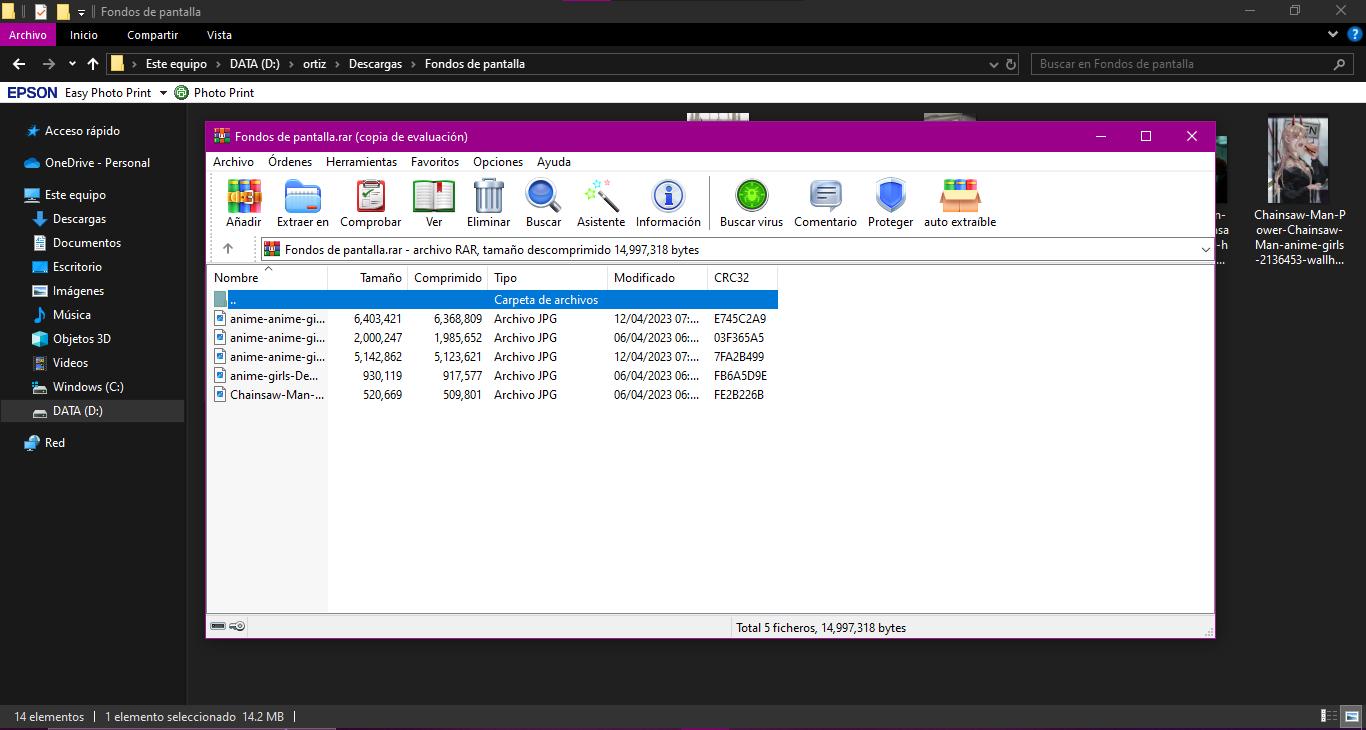 Fondos de pantalla
Archivo Inicio Compartir Vista
Este equipo > DATA (D:) > ortiz > Descargas > Fondos de pantalla
Buscar en Fondos de pantalla
EPSON Easy Photo Print Photo Print
Acceso rápido
OneDrive - Personal
Este equipo
Descargas
Documentos
Escritorio
Imágenes
Música
Objetos 3D
Videos
Windows (C:)
DATA (D:)
Red
Fondos de pantalla.rar (copia de evaluación)
Archivo Órdenes Herramientas Favoritos Opciones Ayuda
Añadir Extraer en Comprobar Ver Eliminar Buscar Asistente Información Buscar virus Comentario Proteger auto extraíble
Fondos de pantalla.rar - archivo RAR, tamaño descomprimido 14,997,318 bytes
Nombre Tamaño Comprimido Tipo Modificado CRC32
.. Carpeta de archivos
anime-anime-gi... 6,403,421 6,368,809 Archivo JPG 12/04/2023 07:... E745C2A9
anime-anime-gi... 2,000,247 1,985,652 Archivo JPG 06/04/2023 06:... 03F365A5
anime-anime-gi... 5,142,862 5,123,621 Archivo JPG 12/04/2023 07:... 7FA2B499
anime-girls-De... 930,119 917,577 Archivo JPG 06/04/2023 06:... FB6A5D9E
Chainsaw-Man-... 520,669 509,801 Archivo JPG 06/04/2023 06:... FE2B226B
Total 5 ficheros, 14,997,318 bytes
Chainsaw-Man-P
ower-Chainsaw-
Man-anime-girls
-2136453-wallh...
14 elementos 1 elemento seleccionado 14.2 MB